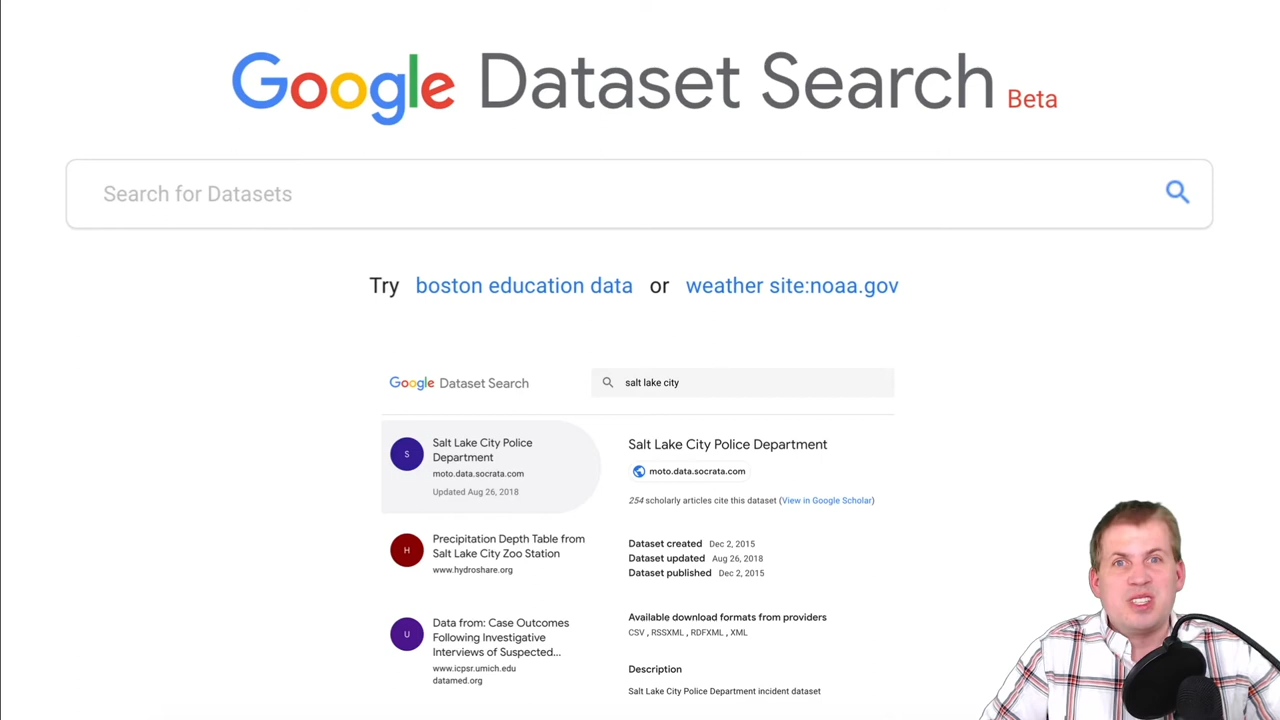 Google Dataset Search Beta
Search for Datasets
Try boston education data or weather site:noaa.gov
Google Dataset Search
salt lake city
S
Salt Lake City Police
Department
moto.data.socrata.com
Updated Aug 26, 2018
H
Precipitation Depth Table from
Salt Lake City Zoo Station
www.hydroshare.org
U
Data from: Case Outcomes
Following Investigative
Interviews of Suspected...
www.icpsr.umich.edu
datamed.org
Salt Lake City Police Department
moto.data.socrata.com
254 scholarly articles cite this dataset (View in Google Scholar)
Dataset created Dec 2, 2015
Dataset updated Aug 26, 2018
Dataset published Dec 2, 2015
Available download formats from providers
CSV , RSSXML , RDFXML , XML
Description
Salt Lake City Police Department incident dataset